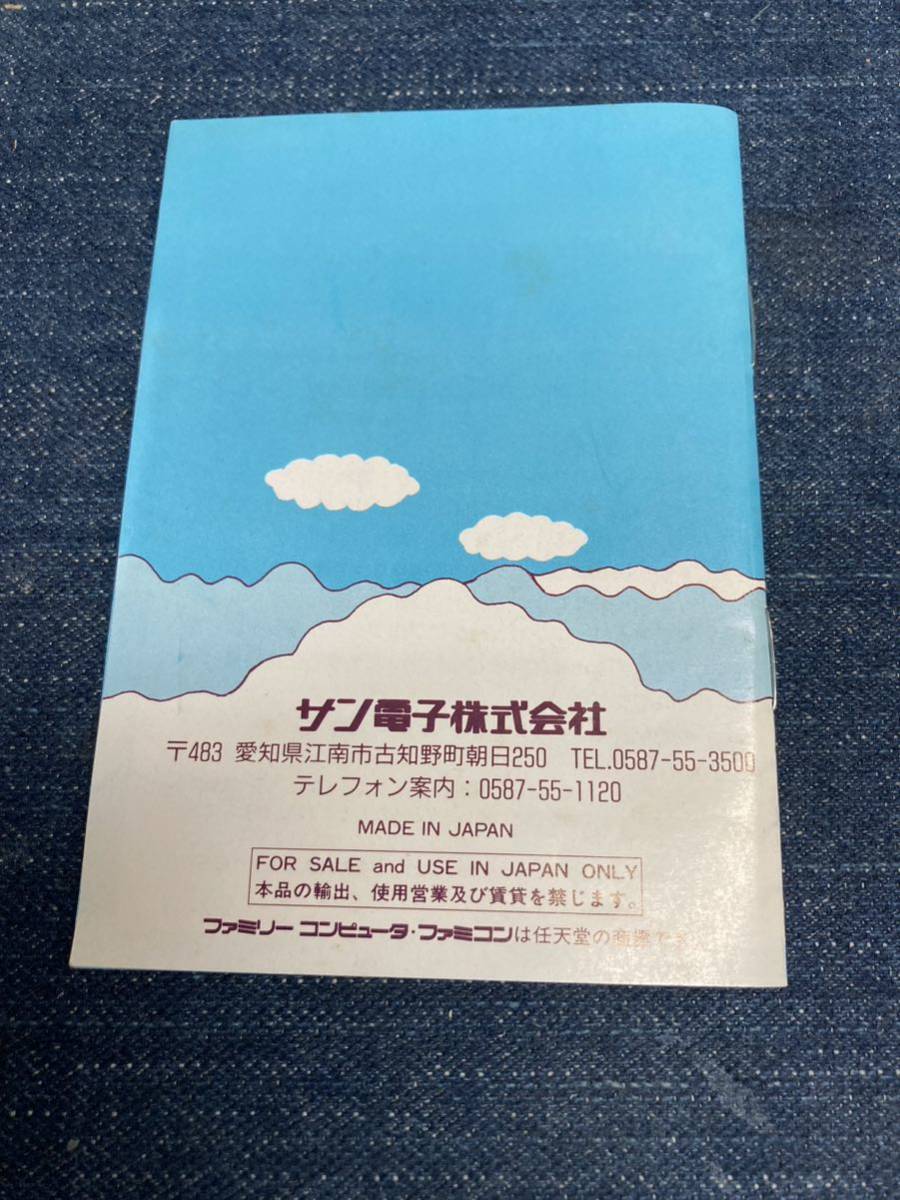 サン電子株式会社
〒483 愛知県江南市古知野町朝日250 TEL.0587-55-3500
テレフォン案内：0587-55-1120
MADE IN JAPAN
FOR SALE and USE IN JAPAN ONLY
本品の輸出、使用営業及び賃貸を禁じます。
ファミリーコンピュータ・ファミコンは任天堂の商標です。